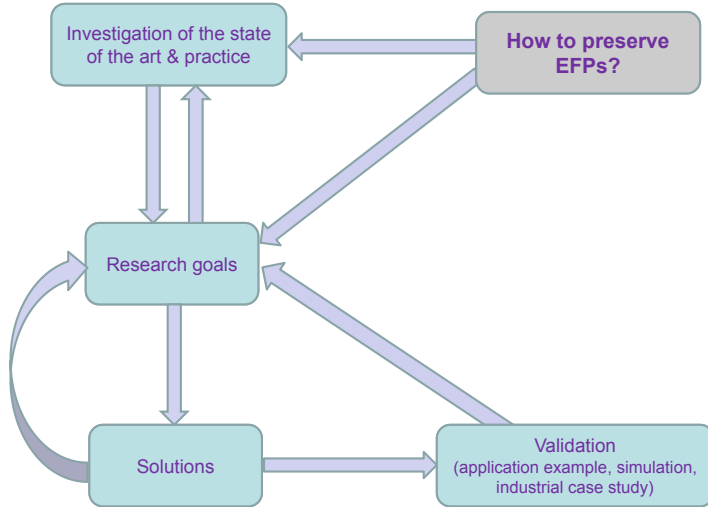 Investigation of the state
of the art & practice
How to preserve
EFPs?
Research goals
Solutions
Validation
(application example, simulation,
industrial case study)